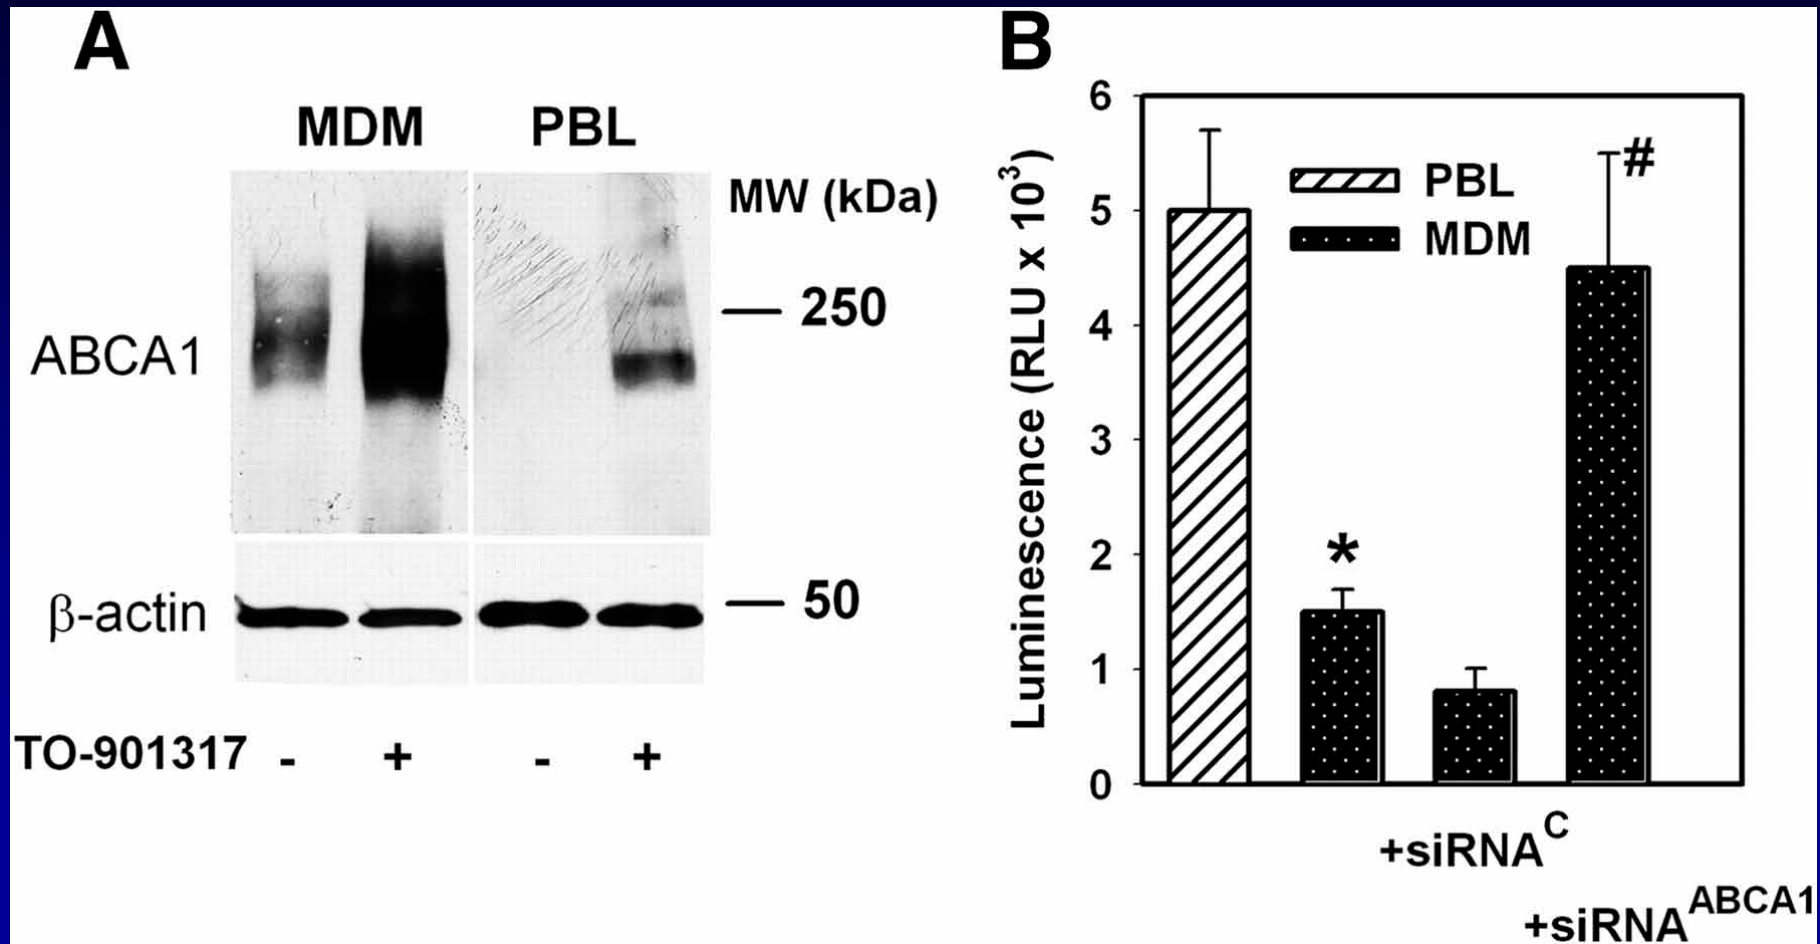 A
MDM PBL
MW (kDa)
250
ABCA1
50
β-actin
TO-901317 - + - +
B
6
5
4
3
2
1
0
Luminescence (RLU x 10³)
PBL
MDM
#
*
+siRNA^C
+siRNA^ABCA1